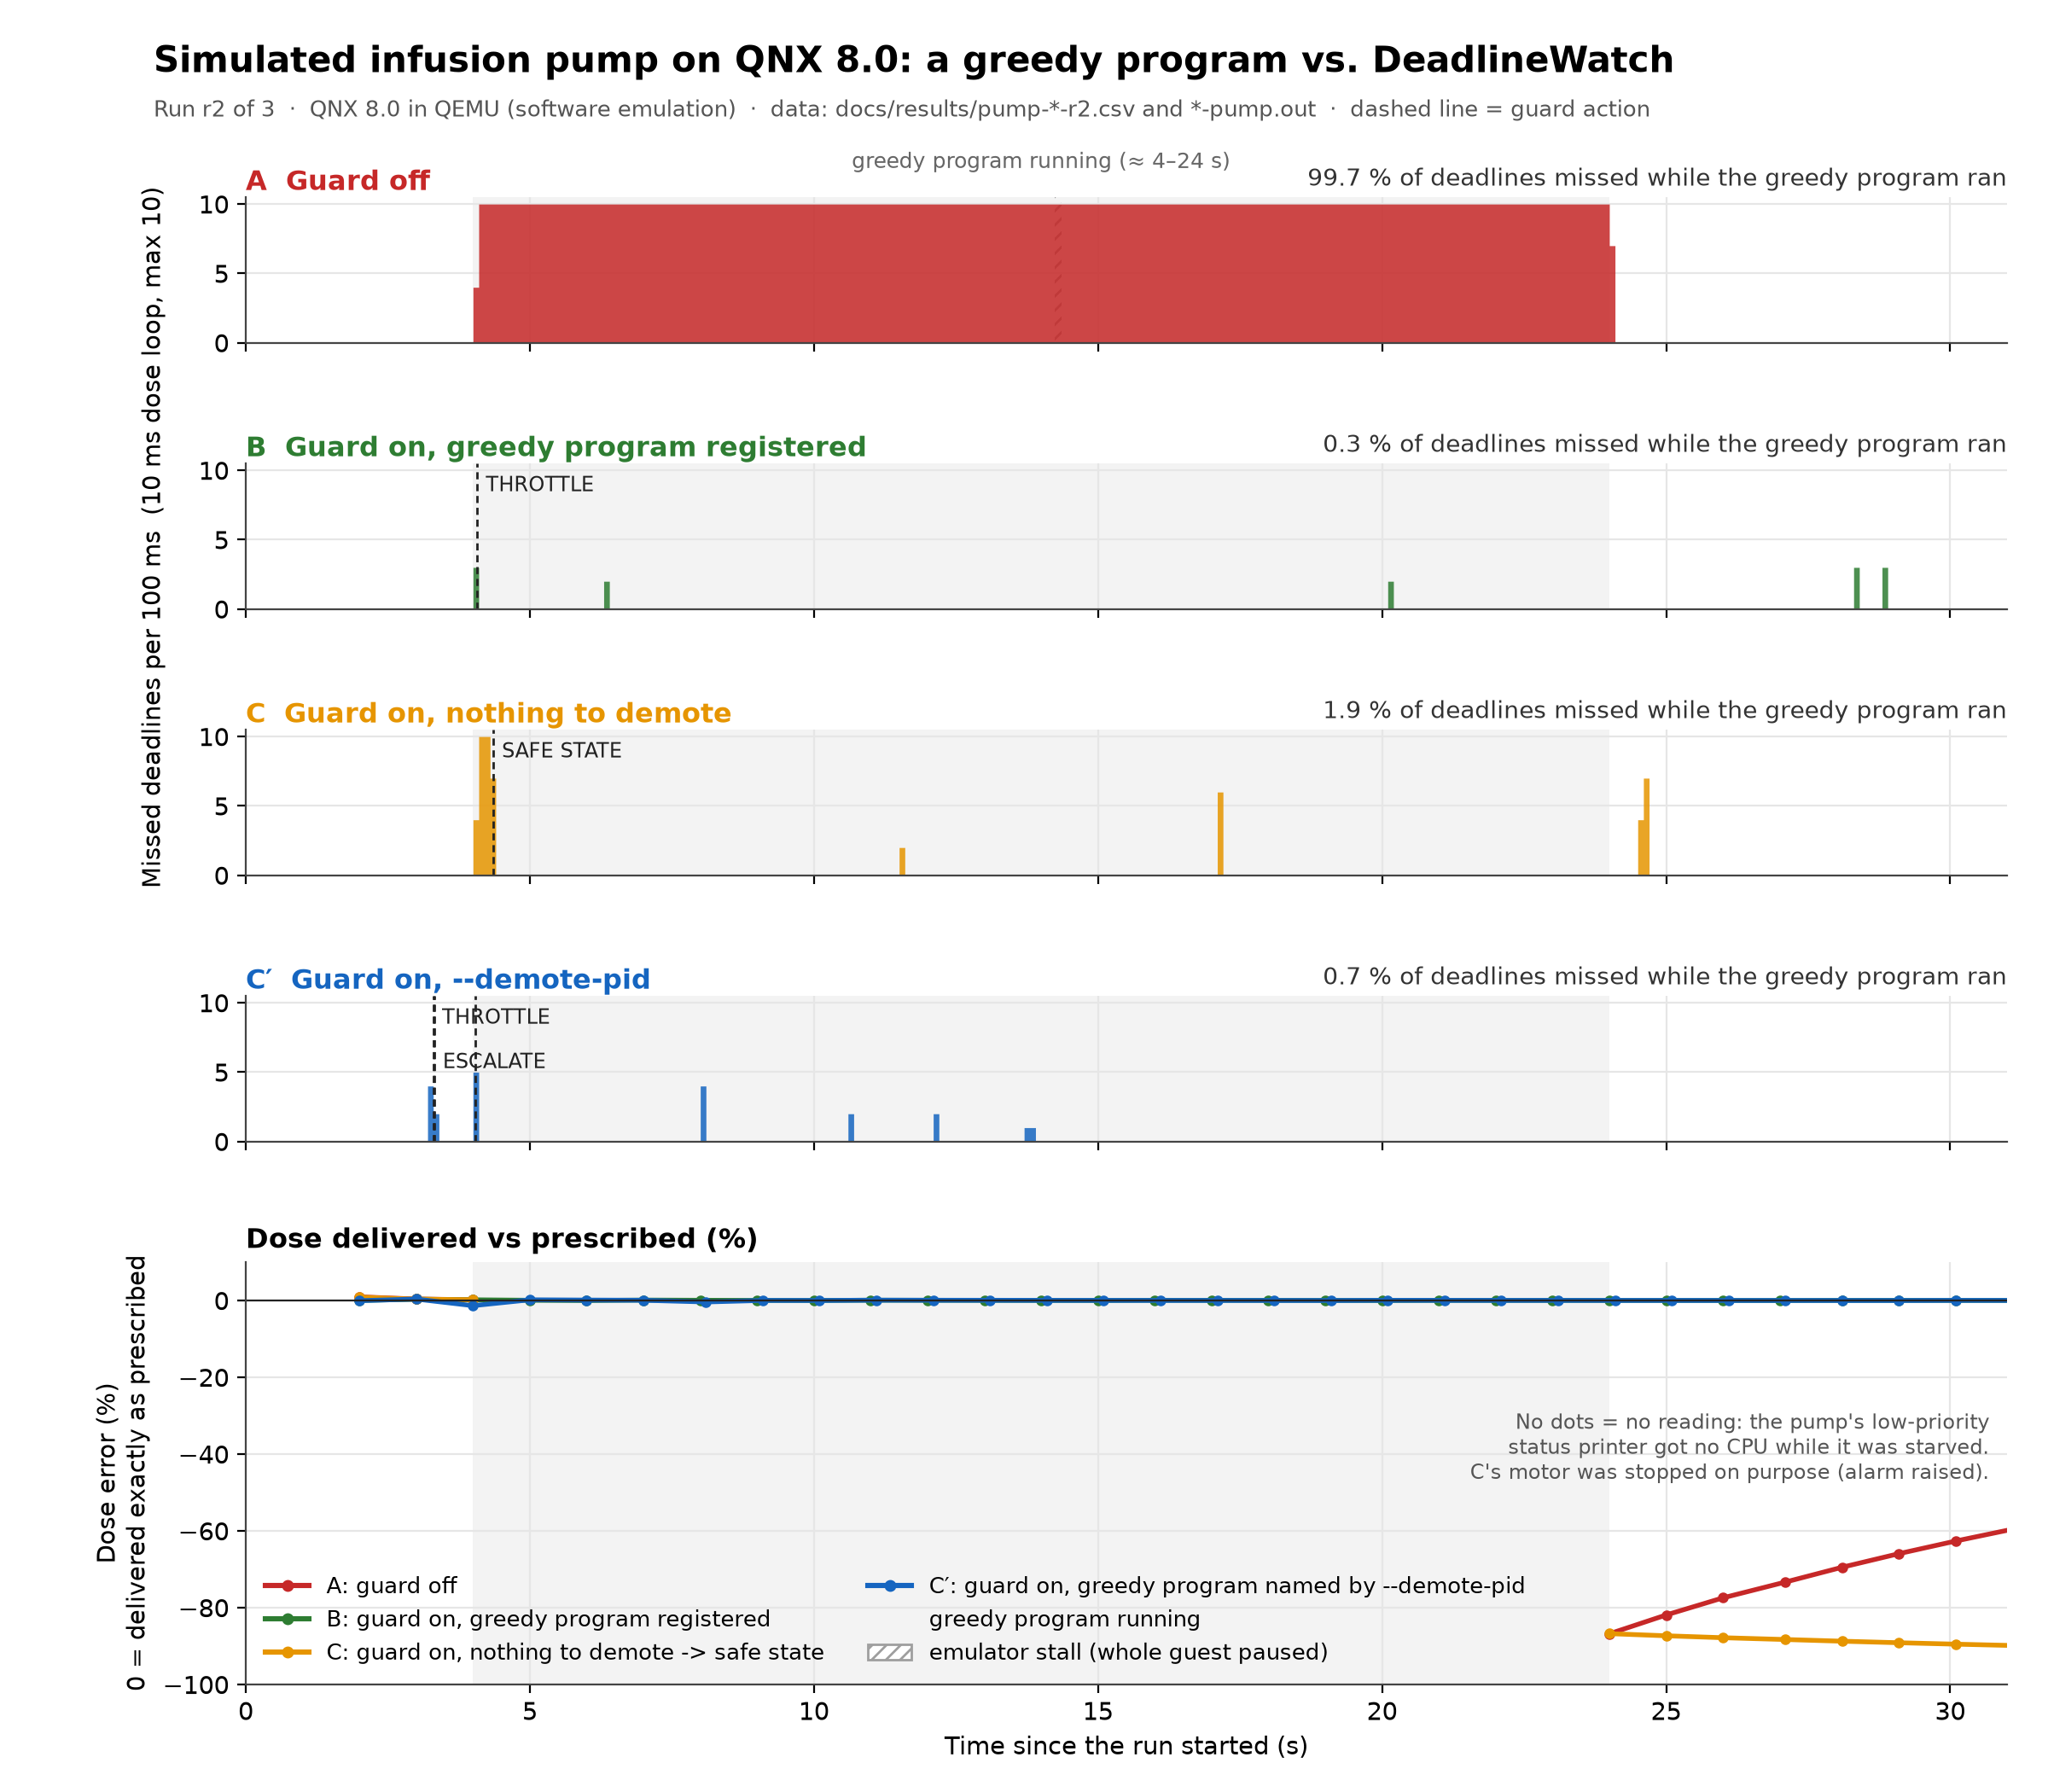 Simulated infusion pump on QNX 8.0: a greedy program vs. DeadlineWatch
Run r2 of 3 · QNX 8.0 in QEMU (software emulation) · data: docs/results/pump-*-r2.csv and *-pump.out · dashed line = guard action
greedy program running (≈ 4–24 s)
A Guard off
99.7 % of deadlines missed while the greedy program ran
Missed deadlines per 100 ms (10 ms dose loop, max 10)
10
5
0
B Guard on, greedy program registered
0.3 % of deadlines missed while the greedy program ran
10
THROTTLE
5
0
C Guard on, nothing to demote
1.9 % of deadlines missed while the greedy program ran
10
SAFE STATE
5
0
C′ Guard on, --demote-pid
0.7 % of deadlines missed while the greedy program ran
10
THROTTLE
ESCALATE
5
0
Dose delivered vs prescribed (%)
Dose error (%)
0 = delivered exactly as prescribed
0
−20
−40
−60
−80
−100
No dots = no reading: the pump's low-priority
status printer got no CPU while it was starved.
C's motor was stopped on purpose (alarm raised).
A: guard off
B: guard on, greedy program registered
C: guard on, nothing to demote -> safe state
C′: guard on, greedy program named by --demote-pid
greedy program running
emulator stall (whole guest paused)
0 5 10 15 20 25 30
Time since the run started (s)